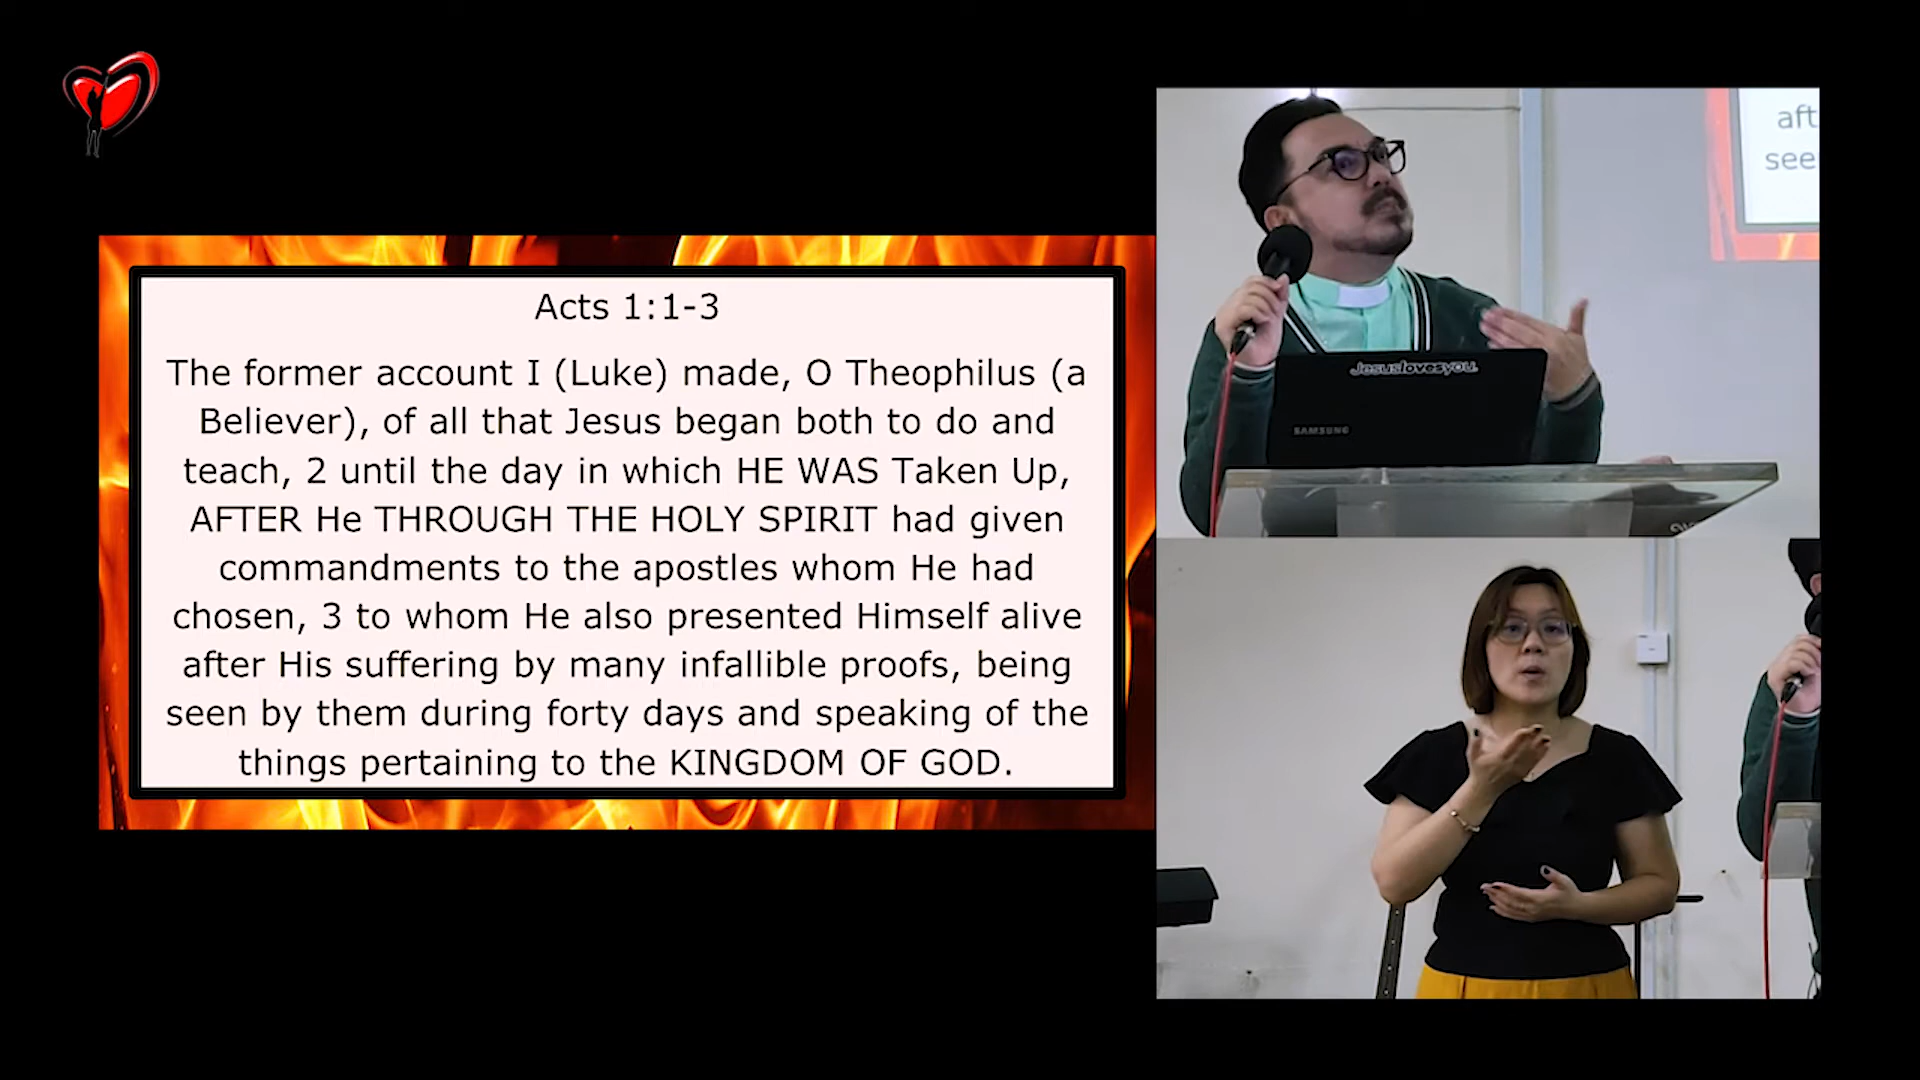 Acts 1:1-3
The former account I (Luke) made, O Theophilus (a
Believer), of all that Jesus began both to do and
teach, 2 until the day in which HE WAS Taken Up,
AFTER He THROUGH THE HOLY SPIRIT had given
commandments to the apostles whom He had
chosen, 3 to whom He also presented Himself alive
after His suffering by many infallible proofs, being
seen by them during forty days and speaking of the
things pertaining to the KINGDOM OF GOD.
aft
see
Jesuslovesyou.
SAMSUNG